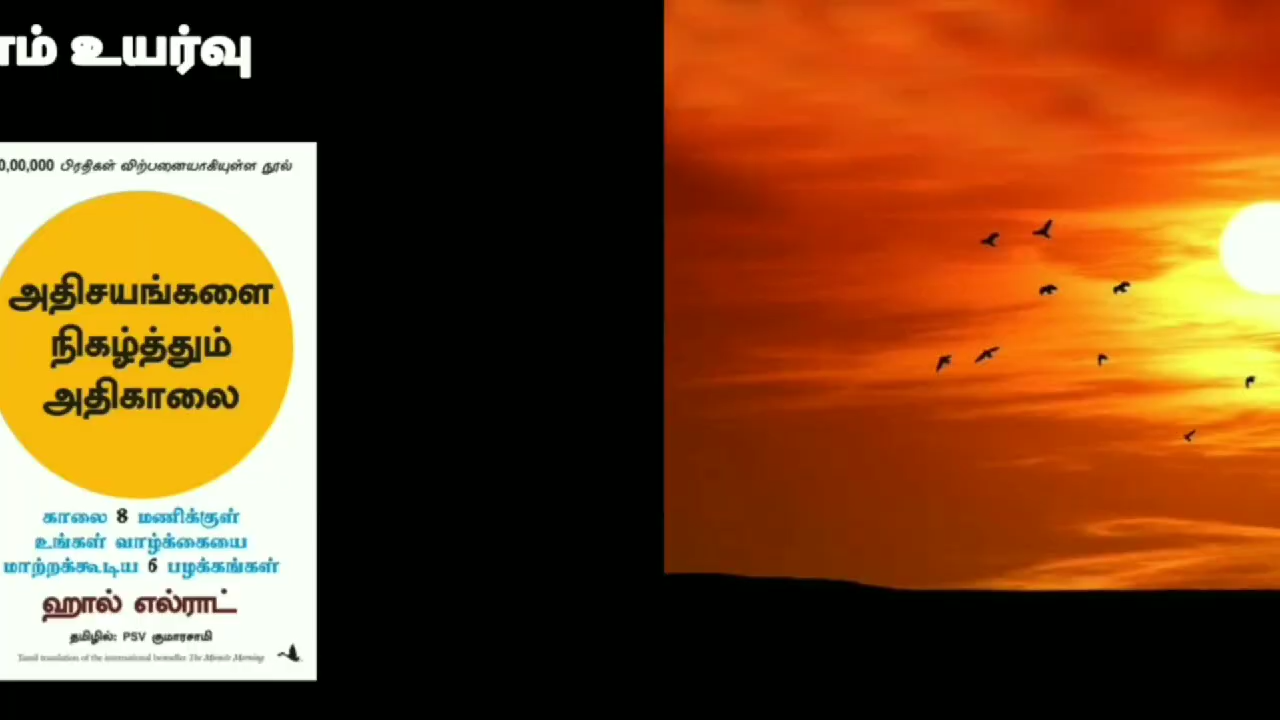 உயர்வு
0,00,000 பிரதிகள் விற்பனையாகியுள்ள நூல்
அதிசயங்களை
நிகழ்த்தும்
அதிகாலை
காலை 8 மணிக்குள்
உங்கள் வாழ்க்கையை
மாற்றக்கூடிய 6 பழக்கங்கள்
ஹால் எல்ராட்
தமிழில்: PSV குமாரசாமி
Tamil translation of the international bestseller The Miracle Morning